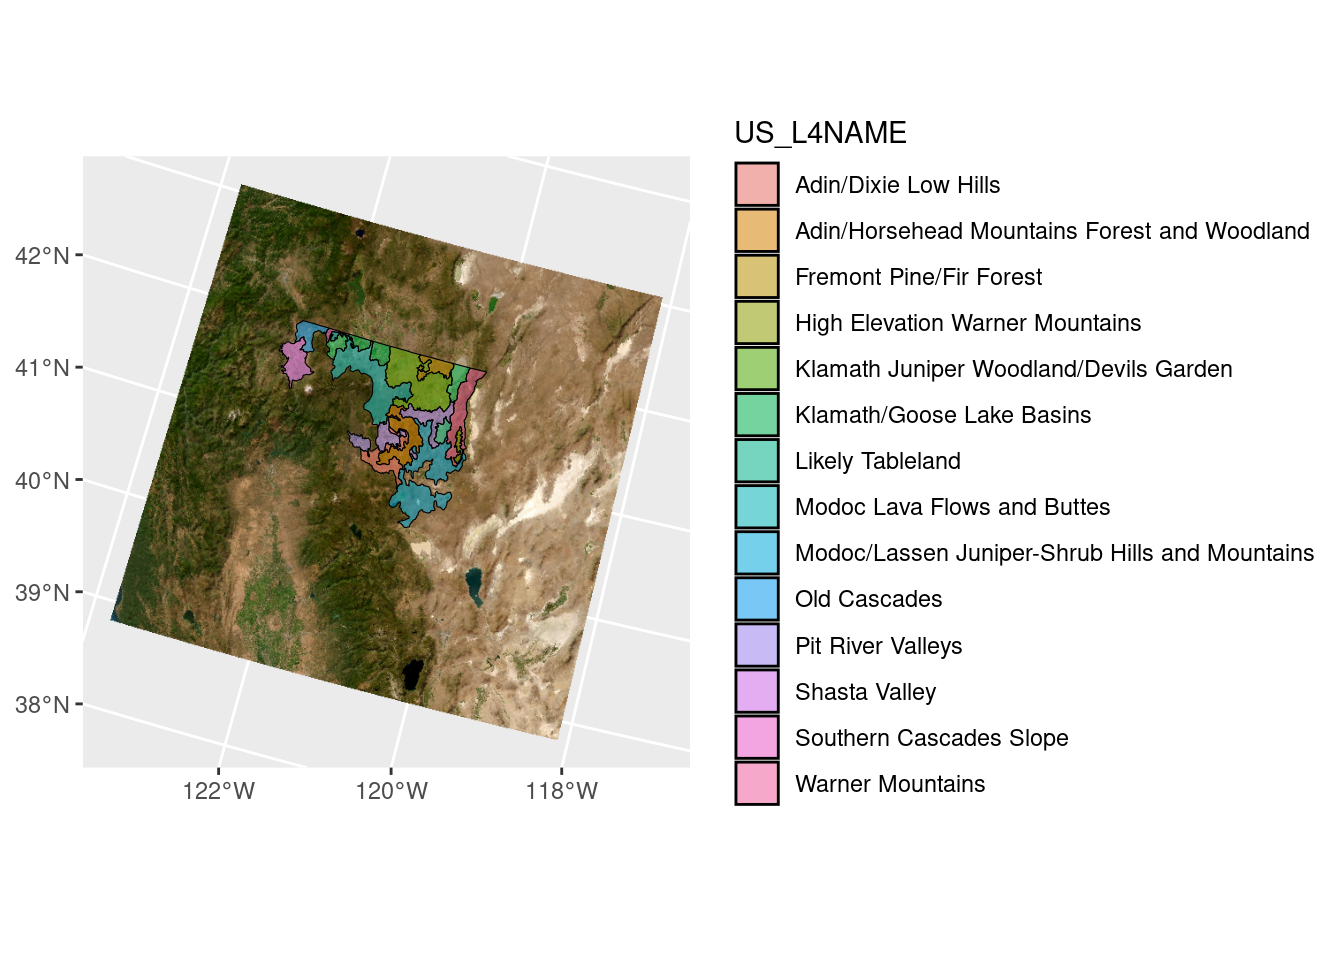 US_L4NAME
Adin/Dixie Low Hills
Adin/Horsehead Mountains Forest and Woodland
Fremont Pine/Fir Forest
High Elevation Warner Mountains
Klamath Juniper Woodland/Devils Garden
Klamath/Goose Lake Basins
Likely Tableland
Modoc Lava Flows and Buttes
Modoc/Lassen Juniper-Shrub Hills and Mountains
Old Cascades
Pit River Valleys
Shasta Valley
Southern Cascades Slope
Warner Mountains
42°N
41°N
40°N
39°N
38°N
122°W
120°W
118°W